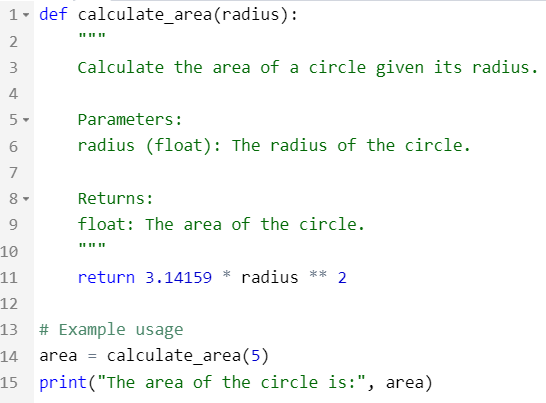 1 def calculate_area(radius):
2     """
3     Calculate the area of a circle given its radius.
4
5     Parameters:
6     radius (float): The radius of the circle.
7
8     Returns:
9     float: The area of the circle.
10     """
11     return 3.14159 * radius ** 2
12
13 # Example usage
14 area = calculate_area(5)
15 print("The area of the circle is:", area)